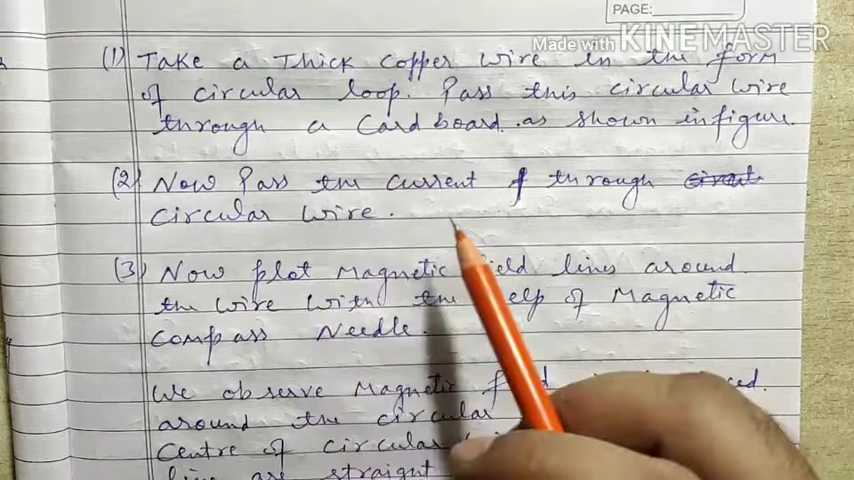 PAGE:
Made with KINEMASTER
(1) Take a Thick copper wire in the form
of circular loop. Pass this circular wire
through a Card board. as shown in figure.
(2) Now Pass the current through
circular wire.
(3) Now plot Magnetic field lines around
the wire with the help of Magnetic
Compass Needle.
We observe Magnetic
around the circular
Centre of circular
line are straight